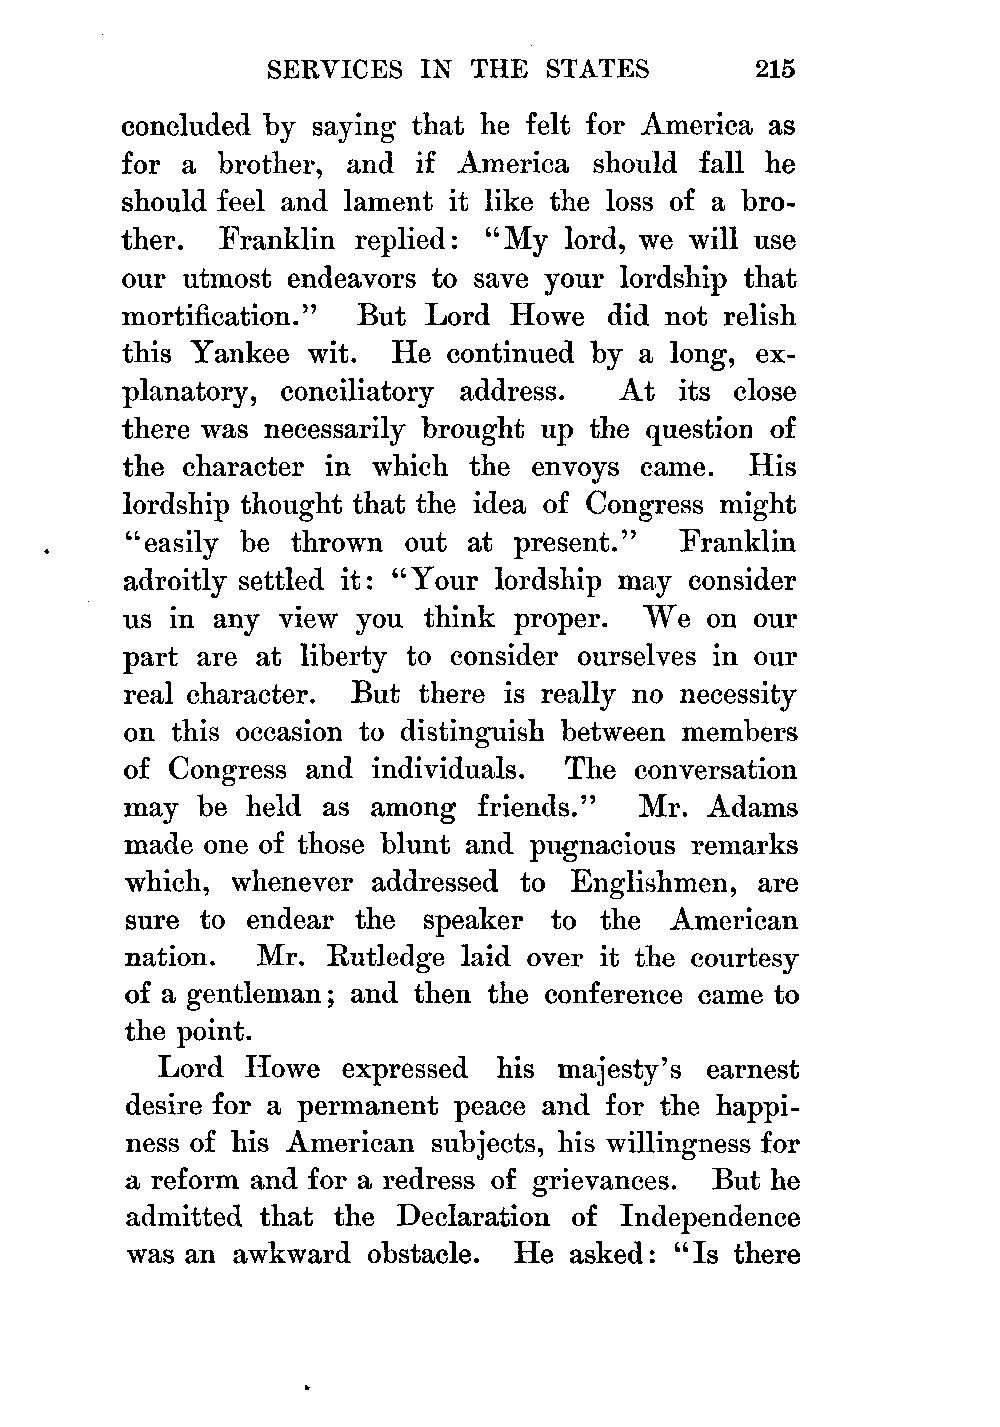 SERVICES IN THE STATES 215
concluded by saying that he felt for America as
for a brother, and if America should fall he
should feel and lament it like the loss of a bro-
ther. Franklin replied: “My lord, we will use
our utmost endeavors to save your lordship that
mortification.” But Lord Howe did not relish
this Yankee wit. He continued by a long, ex-
planatory, conciliatory address. At its close
there was necessarily brought up the question of
the character in which the envoys came. His
lordship thought that the idea of Congress might
“easily be thrown out at present.” Franklin
adroitly settled it: “Your lordship may consider
us in any view you think proper. We on our
part are at liberty to consider ourselves in our
real character. But there is really no necessity
on this occasion to distinguish between members
of Congress and individuals. The conversation
may be held as among friends.” Mr. Adams
made one of those blunt and pugnacious remarks
which, whenever addressed to Englishmen, are
sure to endear the speaker to the American
nation. Mr. Rutledge laid over it the courtesy
of a gentleman; and then the conference came to
the point.
Lord Howe expressed his majesty’s earnest
desire for a permanent peace and for the happi-
ness of his American subjects, his willingness for
a reform and for a redress of grievances. But he
admitted that the Declaration of Independence
was an awkward obstacle. He asked: “Is there